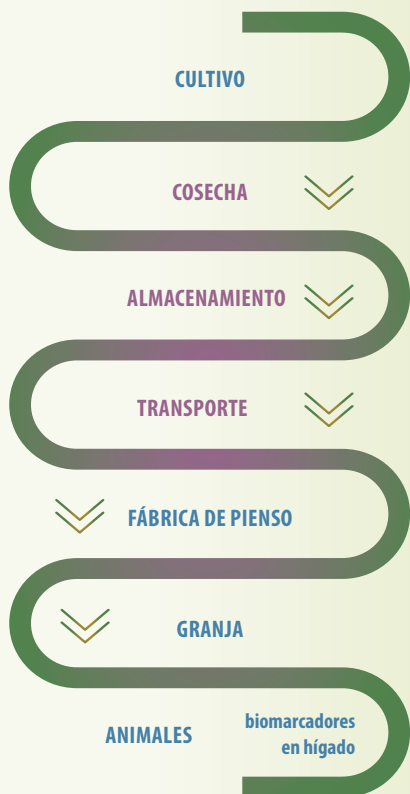 CULTIVO
COSECHA
ALMACENAMIENTO
TRANSPORTE
FÁBRICA DE PIENSO
GRANJA
ANIMALES
biomarcadores
en hígado